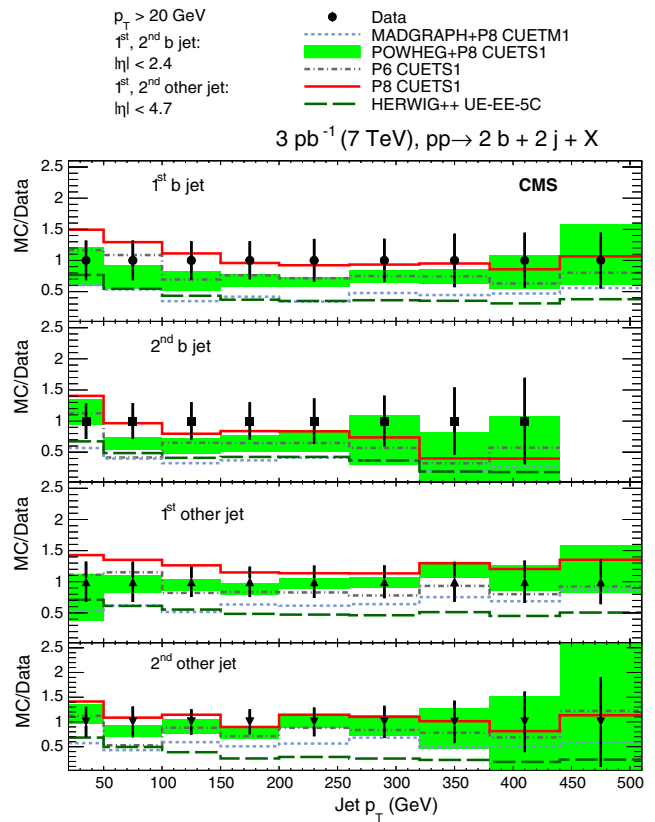 p_T > 20 GeV
1^st, 2^nd b jet:
|η| < 2.4
1^st, 2^nd other jet:
|η| < 4.7
Data
MADGRAPH+P8 CUETM1
POWHEG+P8 CUETS1
P6 CUETS1
P8 CUETS1
HERWIG++ UE-EE-5C
3 pb^-1 (7 TeV), pp→ 2 b + 2 j + X
MC/Data
2.5
2
1.5
1
0.5
1^st b jet
CMS
MC/Data
2.5
2
1.5
1
0.5
2^nd b jet
MC/Data
2.5
2
1.5
1
0.5
1^st other jet
MC/Data
2.5
2
1.5
1
0.5
2^nd other jet
50 100 150 200 250 300 350 400 450 500
Jet p_T (GeV)